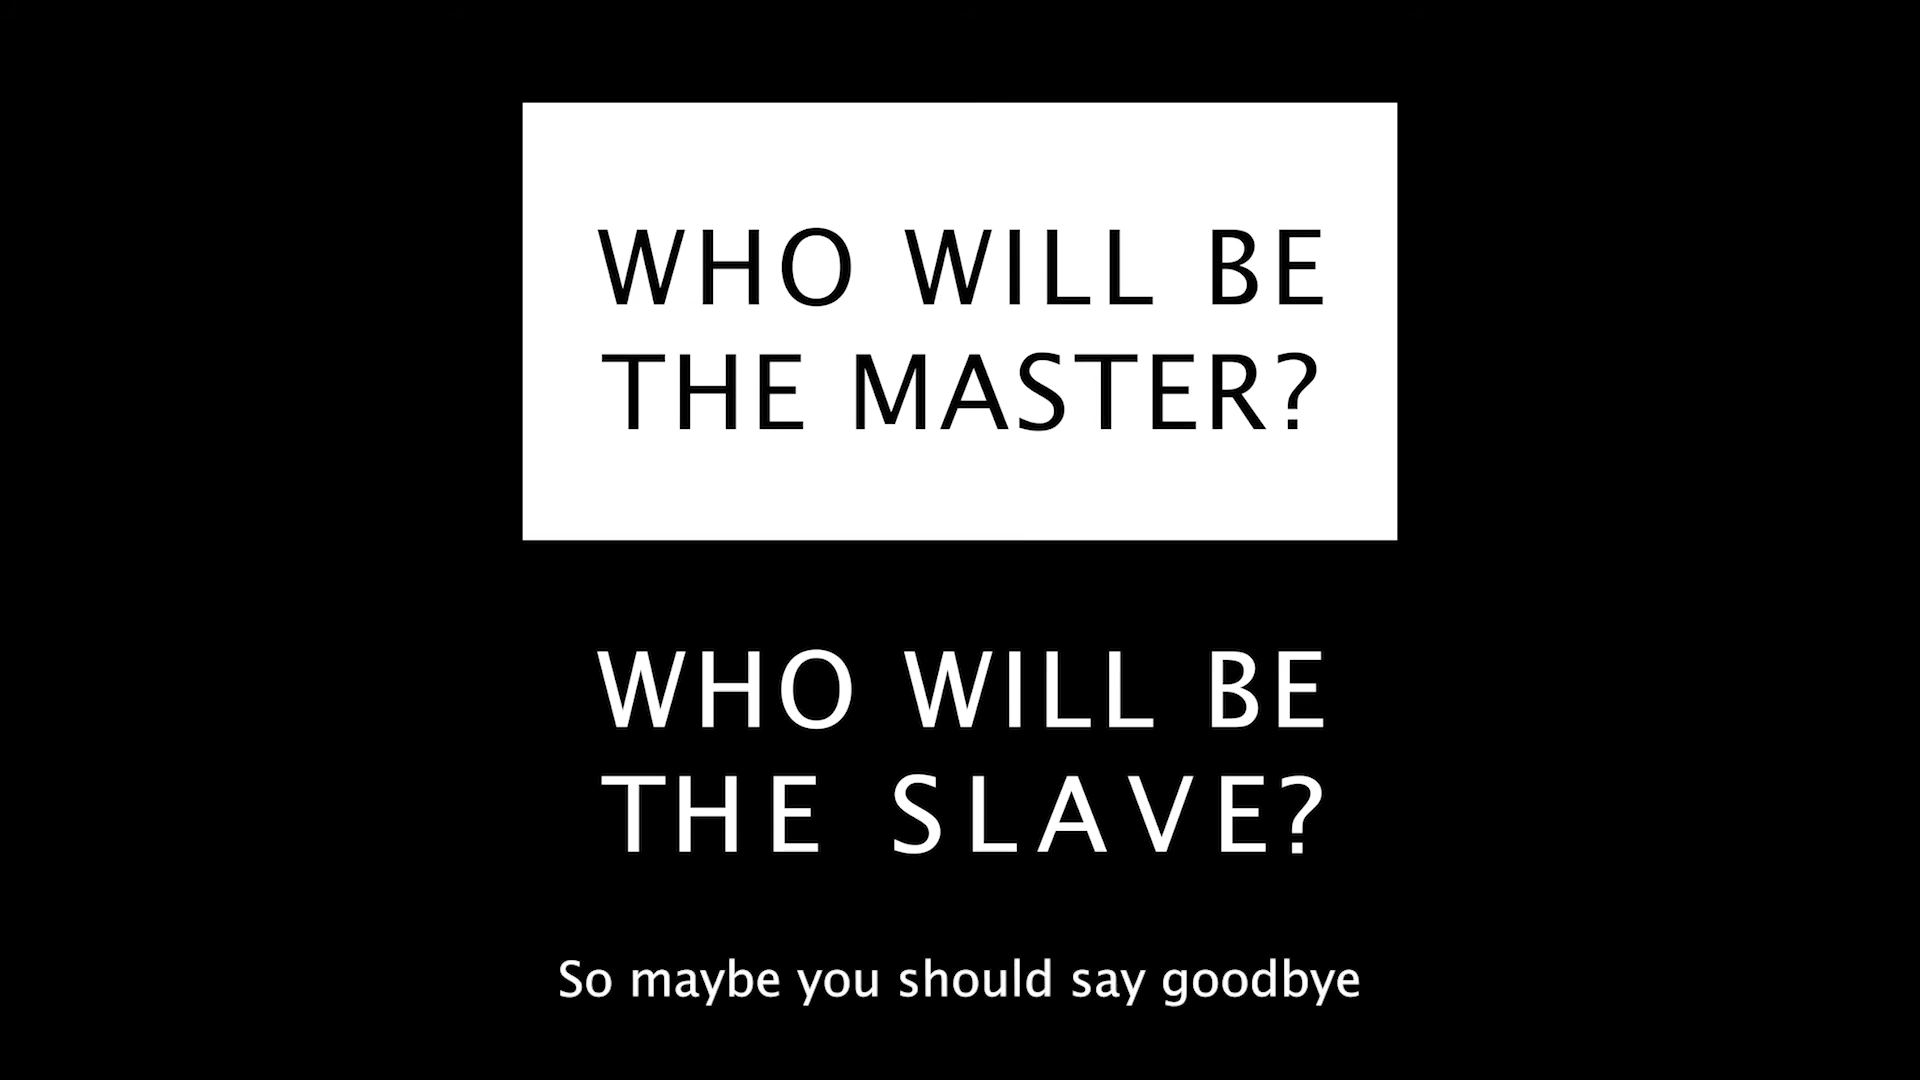 WHO WILL BE
THE MASTER?
WHO WILL BE
THE SLAVE?
So maybe you should say goodbye